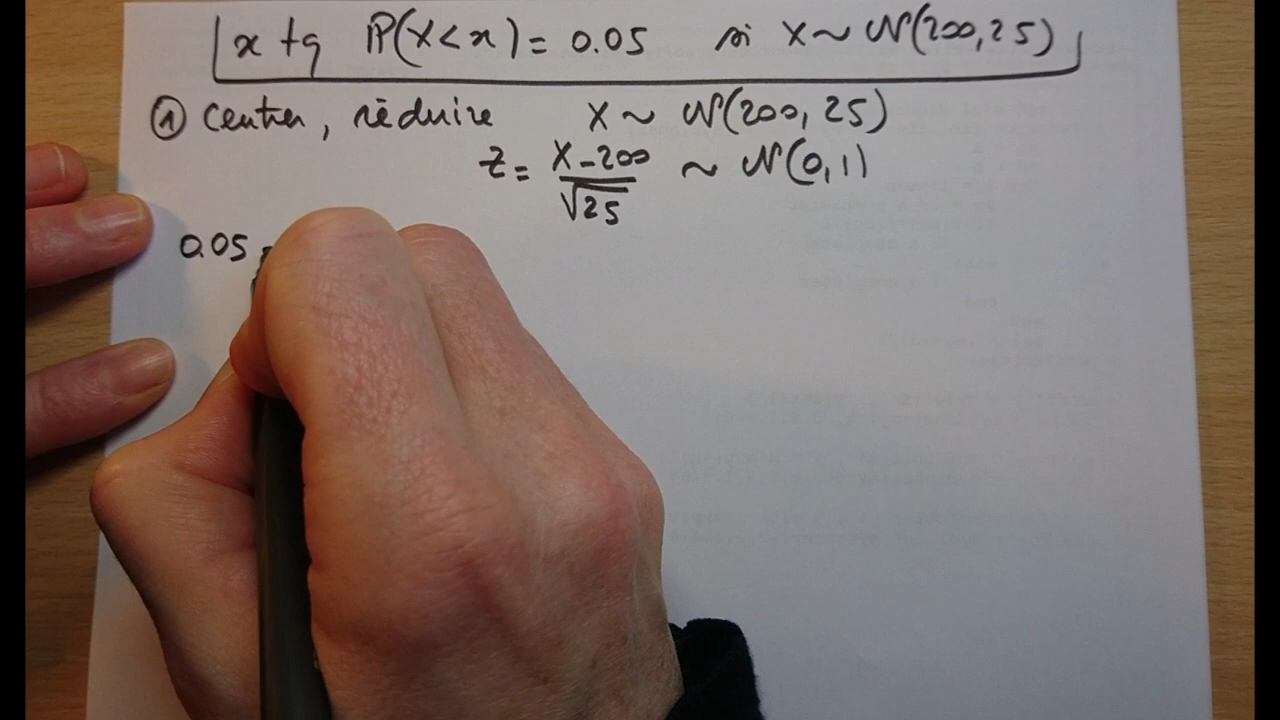 x tq P(X<x) = 0.05 si X ~ N(200,25)
① Centrer, réduire X ~ N(200,25)
Z = X-200 / √25 ~ N(0,1)
0.05